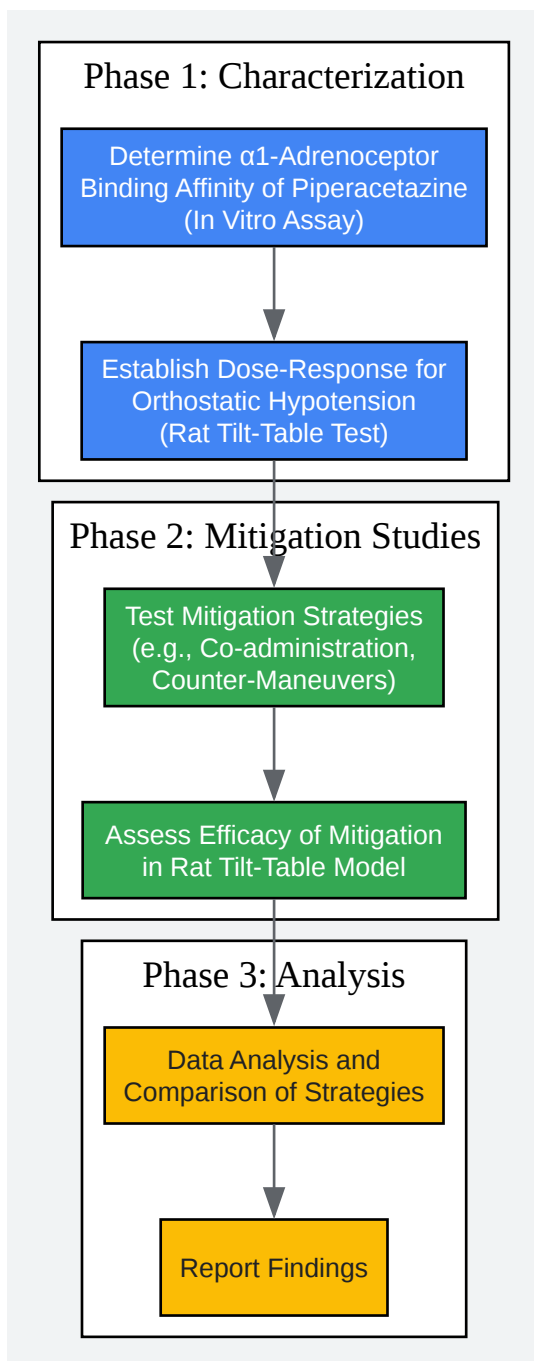 Phase 1: Characterization
Determine α1-Adrenoceptor
Binding Affinity of Piperacetazine
(In Vitro Assay)
Establish Dose-Response for
Orthostatic Hypotension
(Rat Tilt-Table Test)
Phase 2: Mitigation Studies
Test Mitigation Strategies
(e.g., Co-administration,
Counter-Maneuvers)
Assess Efficacy of Mitigation
in Rat Tilt-Table Model
Phase 3: Analysis
Data Analysis and
Comparison of Strategies
Report Findings